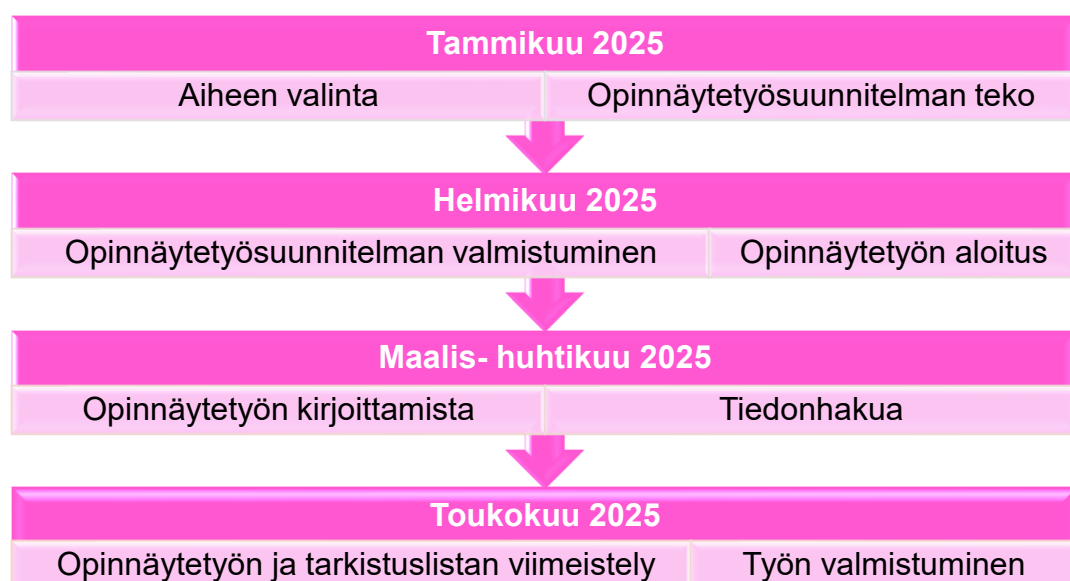 Tammikuu 2025
Aiheen valinta
Opinnäytetyösuunnitelman teko
Helmikuu 2025
Opinnäytetyösuunnitelman valmistuminen
Opinnäytetyön aloitus
Maalis- huhtikuu 2025
Opinnäytetyön kirjoittamista
Tiedonhakua
Toukokuu 2025
Opinnäytetyön ja tarkistuslistan viimeistely
Työn valmistuminen